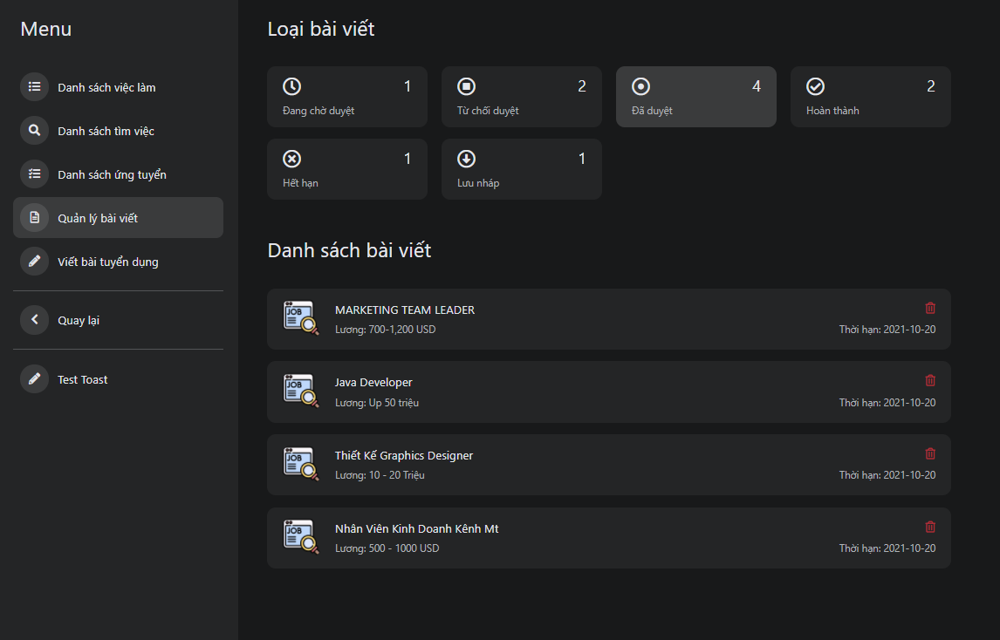 Menu
Danh sách việc làm
Danh sách tìm việc
Danh sách ứng tuyển
Quản lý bài viết
Viết bài tuyển dụng
Quay lại
Test Toast
Loại bài viết
1
Đang chờ duyệt
2
Từ chối duyệt
4
Đã duyệt
2
Hoàn thành
1
Hết hạn
1
Lưu nháp
Danh sách bài viết
JOB
MARKETING TEAM LEADER
Lương: 700-1,200 USD
Thời hạn: 2021-10-20
JOB
Java Developer
Lương: Up 50 triệu
Thời hạn: 2021-10-20
JOB
Thiết Kế Graphics Designer
Lương: 10 - 20 Triệu
Thời hạn: 2021-10-20
JOB
Nhân Viên Kinh Doanh Kênh Mt
Lương: 500 - 1000 USD
Thời hạn: 2021-10-20